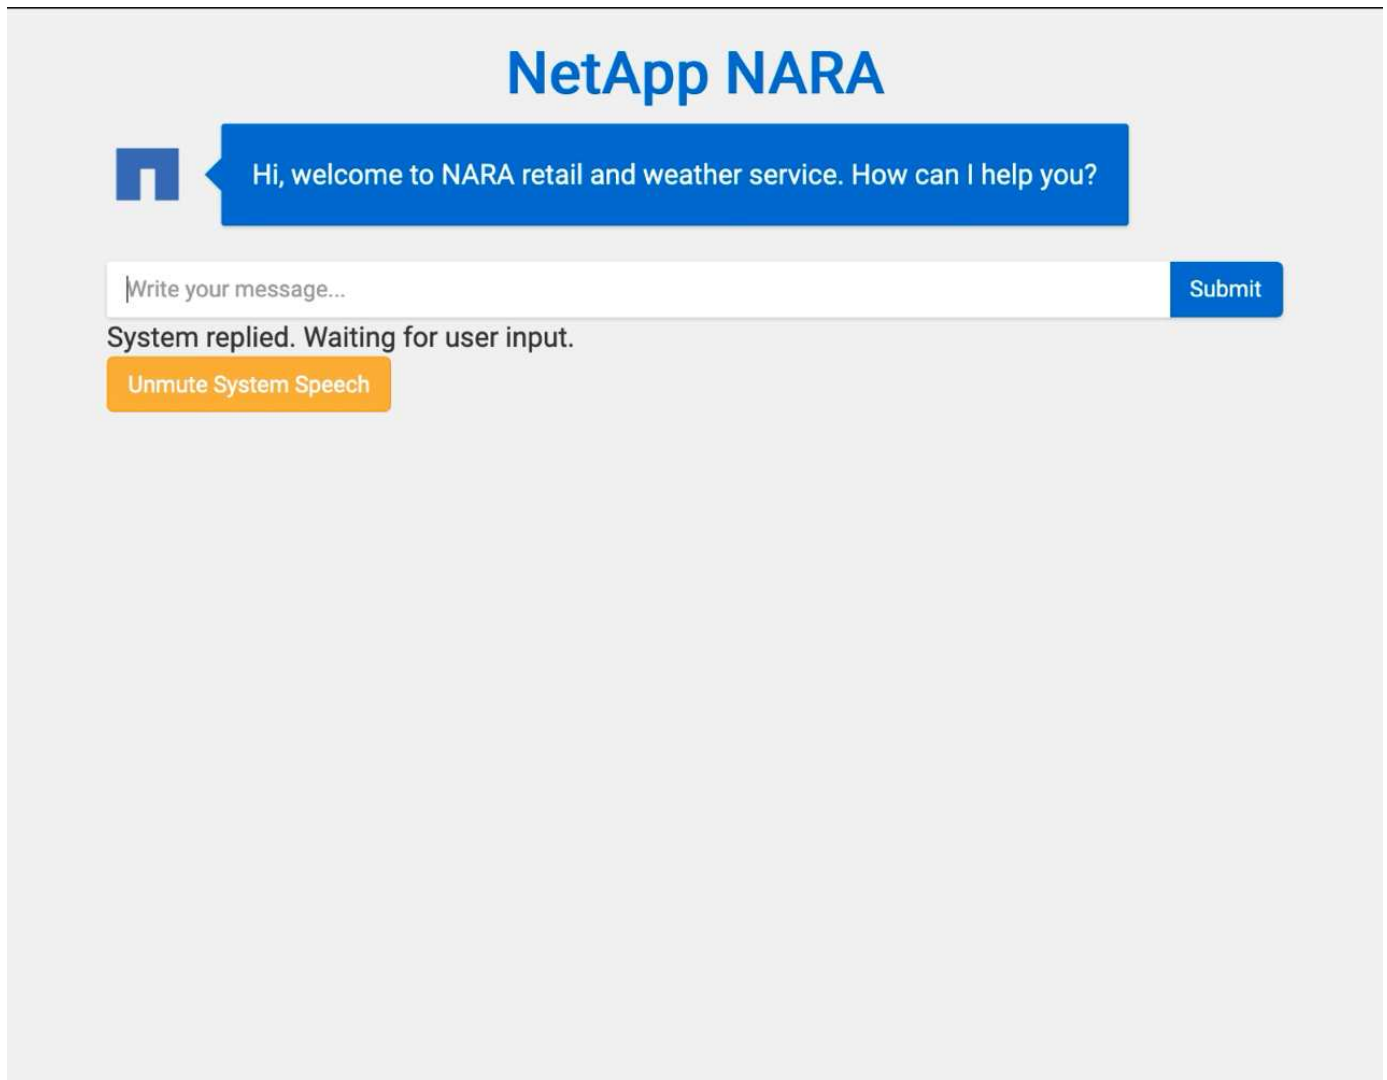 NetApp NARA
Hi, welcome to NARA retail and weather service. How can I help you?
Write your message...
Submit
System replied. Waiting for user input.
Unmute System Speech